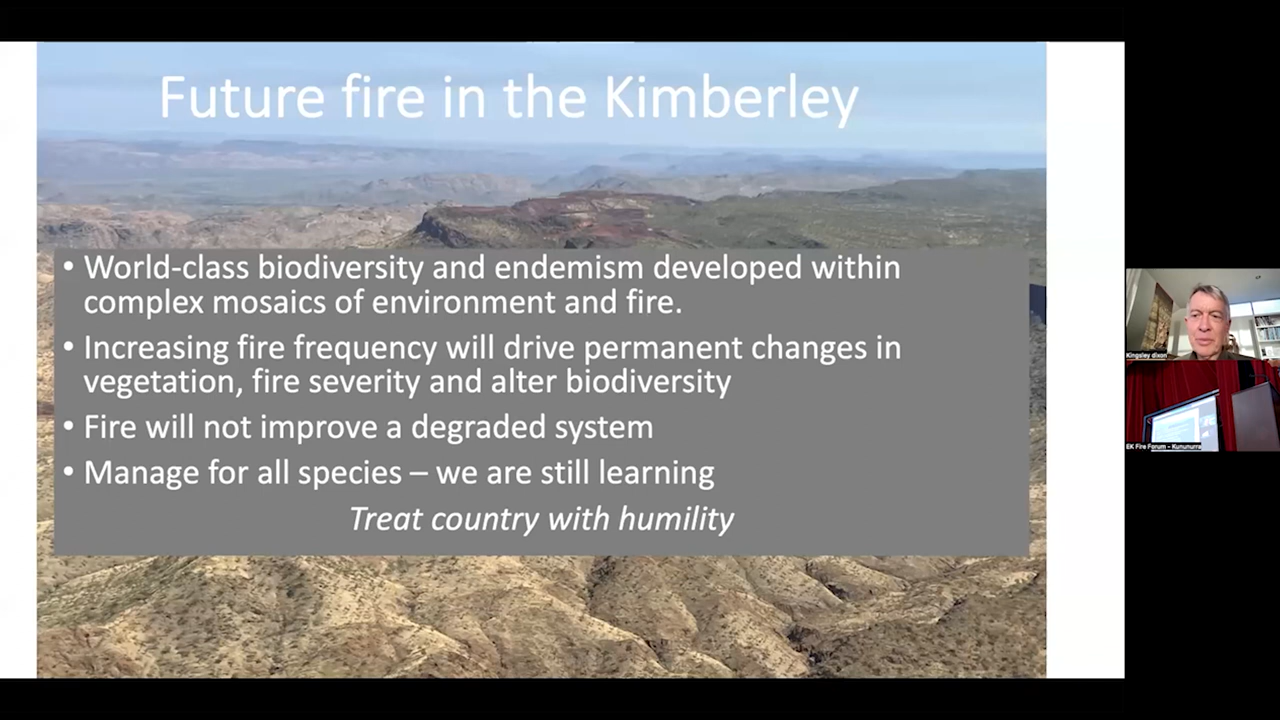 Future fire in the Kimberley
• World-class biodiversity and endemism developed within
complex mosaics of environment and fire.
• Increasing fire frequency will drive permanent changes in
vegetation, fire severity and alter biodiversity
• Fire will not improve a degraded system
• Manage for all species – we are still learning
Treat country with humility
Kingsley dixon
EK Fire Forum - Kununurra